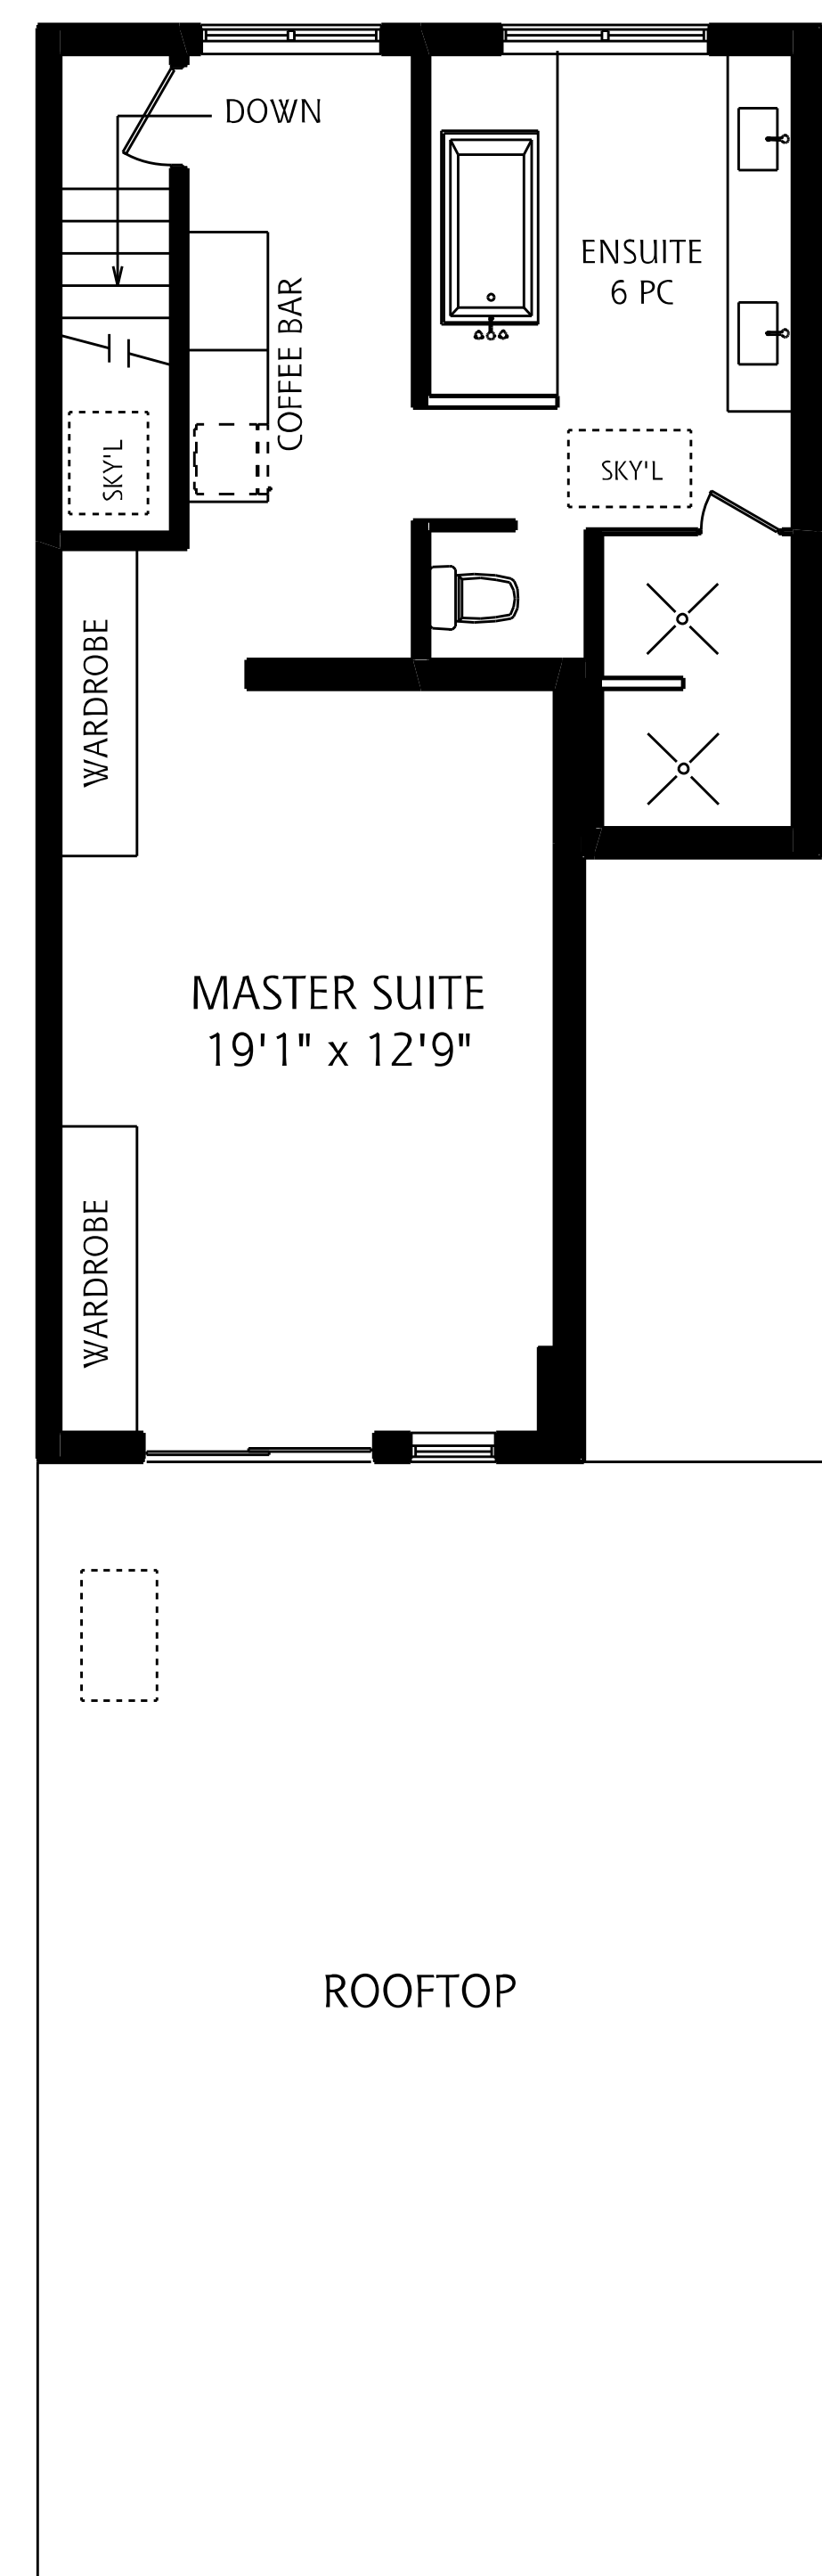 DOWN
ENSUITE
6 PC
COFFEE BAR
SKY'L
SKY'L
WARDROBE
MASTER SUITE
19'1" x 12'9"
WARDROBE
ROOFTOP